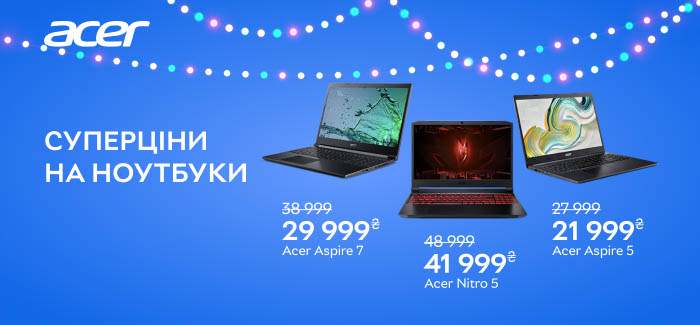 acer
СУПЕРЦІНИ
НА НОУТБУКИ
38 999
29 999₴
Acer Aspire 7
48 999
41 999₴
Acer Nitro 5
27 999
21 999₴
Acer Aspire 5